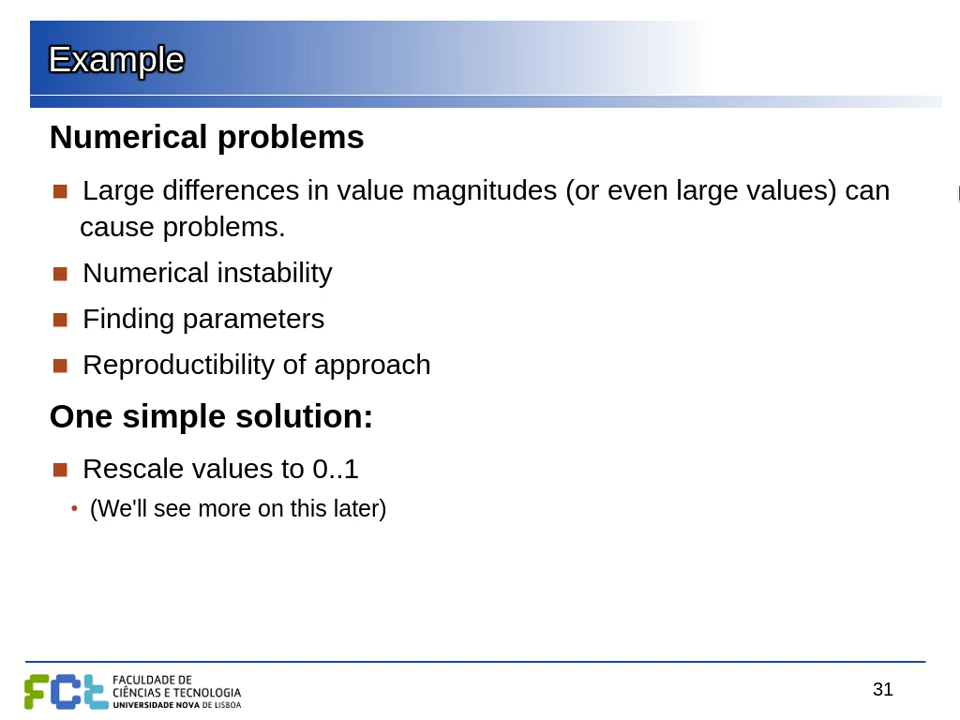 Example
Numerical problems
Large differences in value magnitudes (or even large values) can
cause problems.
Numerical instability
Finding parameters
Reproductibility of approach
One simple solution:
Rescale values to 0..1
(We'll see more on this later)
FCt
FACULDADE DE
CIÊNCIAS E TECNOLOGIA
UNIVERSIDADE NOVA DE LISBOA
31